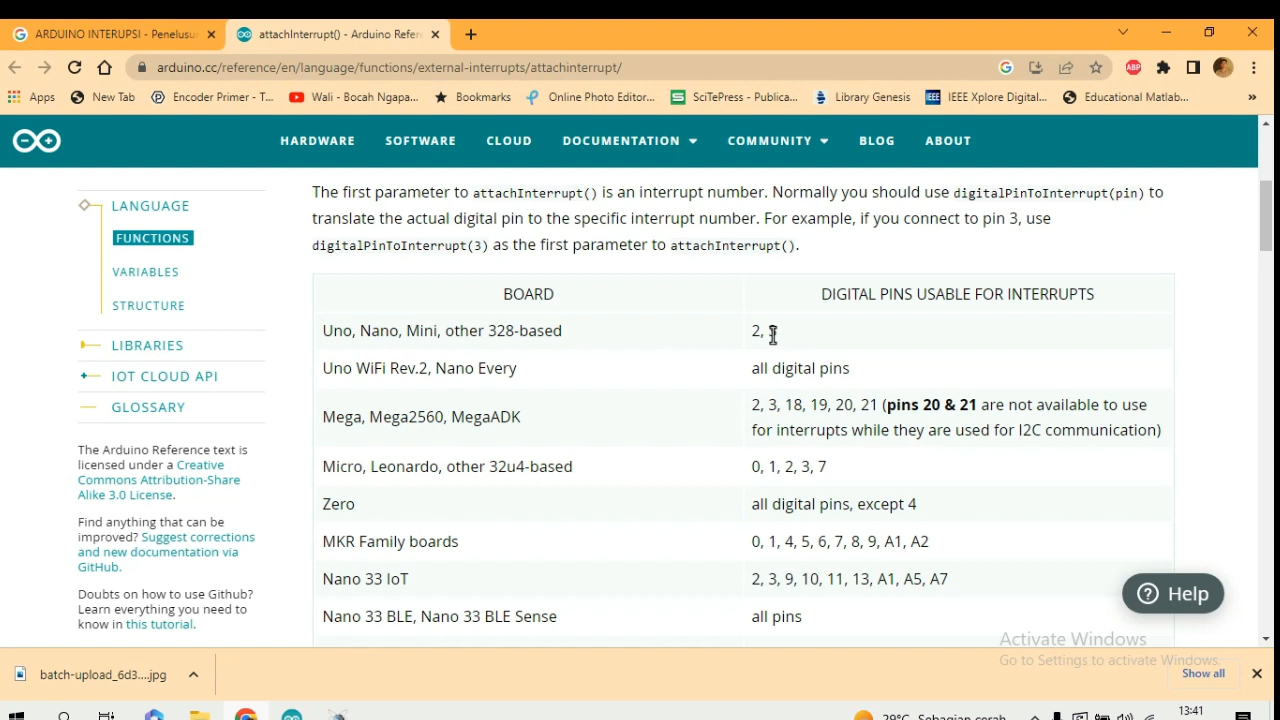 ARDUINO INTERUPSI - Penelusu
attachInterrupt() - Arduino Refer
arduino.cc/reference/en/language/functions/external-interrupts/attachinterrupt/
ABP
Apps
New Tab
Encoder Primer - T...
Wali - Bocah Ngapa...
Bookmarks
Online Photo Editor...
SciTePress - Publica...
Library Genesis
IEEE Xplore Digital...
Educational Matlab...
HARDWARE
SOFTWARE
CLOUD
DOCUMENTATION
COMMUNITY
BLOG
ABOUT
LANGUAGE
FUNCTIONS
VARIABLES
STRUCTURE
LIBRARIES
IOT CLOUD API
GLOSSARY
The Arduino Reference text is
licensed under a Creative
Commons Attribution-Share
Alike 3.0 License.
Find anything that can be
improved? Suggest corrections
and new documentation via
GitHub.
Doubts on how to use Github?
Learn everything you need to
know in this tutorial.
The first parameter to attachInterrupt() is an interrupt number. Normally you should use digitalPinToInterrupt(pin) to
translate the actual digital pin to the specific interrupt number. For example, if you connect to pin 3, use
digitalPinToInterrupt(3) as the first parameter to attachInterrupt().
BOARD DIGITAL PINS USABLE FOR INTERRUPTS
Uno, Nano, Mini, other 328-based 2,
Uno WiFi Rev.2, Nano Every all digital pins
Mega, Mega2560, MegaADK 2, 3, 18, 19, 20, 21 (pins 20 & 21 are not available to use
for interrupts while they are used for I2C communication)
Micro, Leonardo, other 32u4-based 0, 1, 2, 3, 7
Zero all digital pins, except 4
MKR Family boards 0, 1, 4, 5, 6, 7, 8, 9, A1, A2
Nano 33 IoT 2, 3, 9, 10, 11, 13, A1, A5, A7
Nano 33 BLE, Nano 33 BLE Sense all pins
Help
Activate Windows
Go to Settings to activate Windows.
batch-upload_6d3....jpg
Show all
29°C Sebagian cerah
13:41